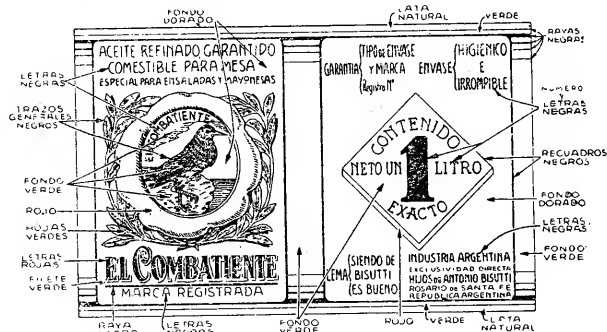 FONDO
DORADO
LATA
NATURAL
VERDE
RAYAS
NEGRAS
ACEITE REFINADO GARANTIDO
COMESTIBLE PARA MESA
ESPECIAL PARA ENSALADAS Y MAYONESAS
LETRAS
NEGRAS
TRAZOS
GENERALES
NEGROS
EL COMBATIENTE
FONDO
VERDE
ROJO
HOJAS
VERDES
LETRAS
ROJAS
FILETE
VERDE
EL COMBATIENTE
MARCA REGISTRADA
RAYA
LETRAS
FONDO
VERDE
GARANTIA
TIPO DE ENVASE
Y MARCA
Registro Nº
ENVASE
HIGIENICO
E
IRROMPIBLE
NUMERO
Y
LETRAS
NEGRAS
CONTENIDO
NETO UN 1 LITRO
EXACTO
RECUADROS
NEGROS
FONDO
DORADO
LETRAS
NEGRAS
FONDO
VERDE
LEMA
(SIENDO DE
BISUTTI
(ES BUENO
INDUSTRIA ARGENTINA
EXCLUSIVIDAD DIRECTA
HIJOS DE ANTONIO BISUTTI
ROSARIO DE SANTA FE
REPUBLICA ARGENTINA
ROJO
VERDE
LATA
NATURAL